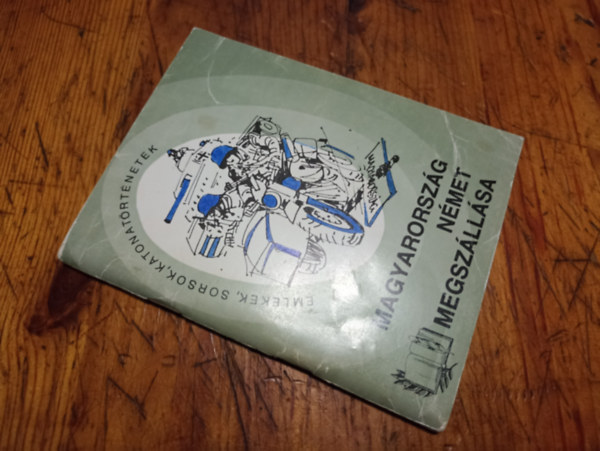 EMLÉKEK, SORSOK, KATONATÖRTÉNETEK
MAGYARORSZÁG
NÉMET
MEGSZÁLLÁSA